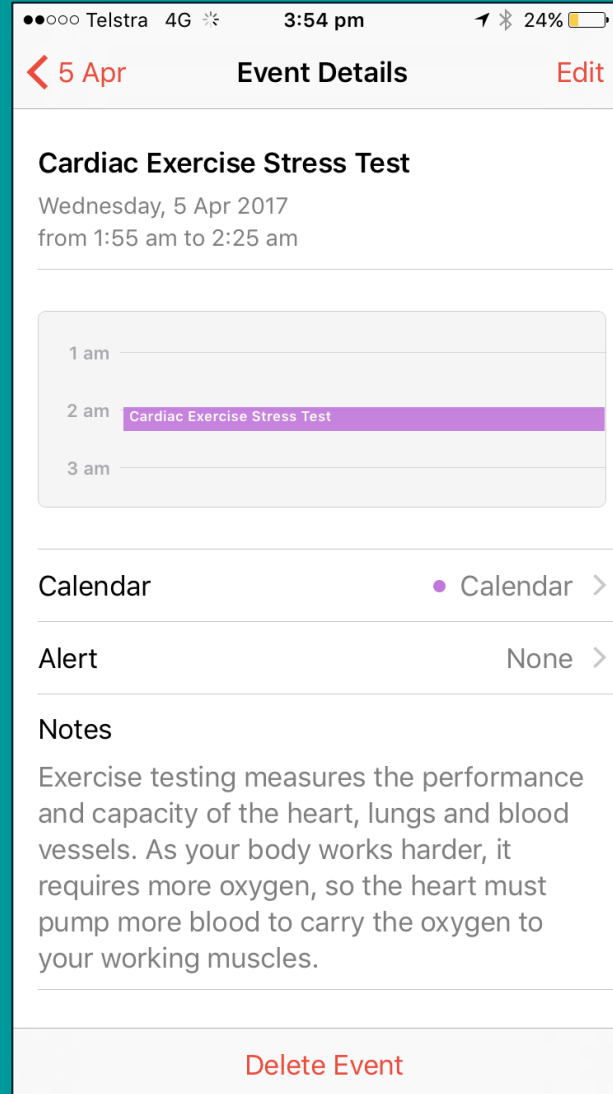 Telstra 4G 3:54 pm 24%
5 Apr Event Details Edit
Cardiac Exercise Stress Test
Wednesday, 5 Apr 2017
from 1:55 am to 2:25 am
1 am
2 am Cardiac Exercise Stress Test
3 am
Calendar Calendar
Alert None
Notes
Exercise testing measures the performance
and capacity of the heart, lungs and blood
vessels. As your body works harder, it
requires more oxygen, so the heart must
pump more blood to carry the oxygen to
your working muscles.
Delete Event